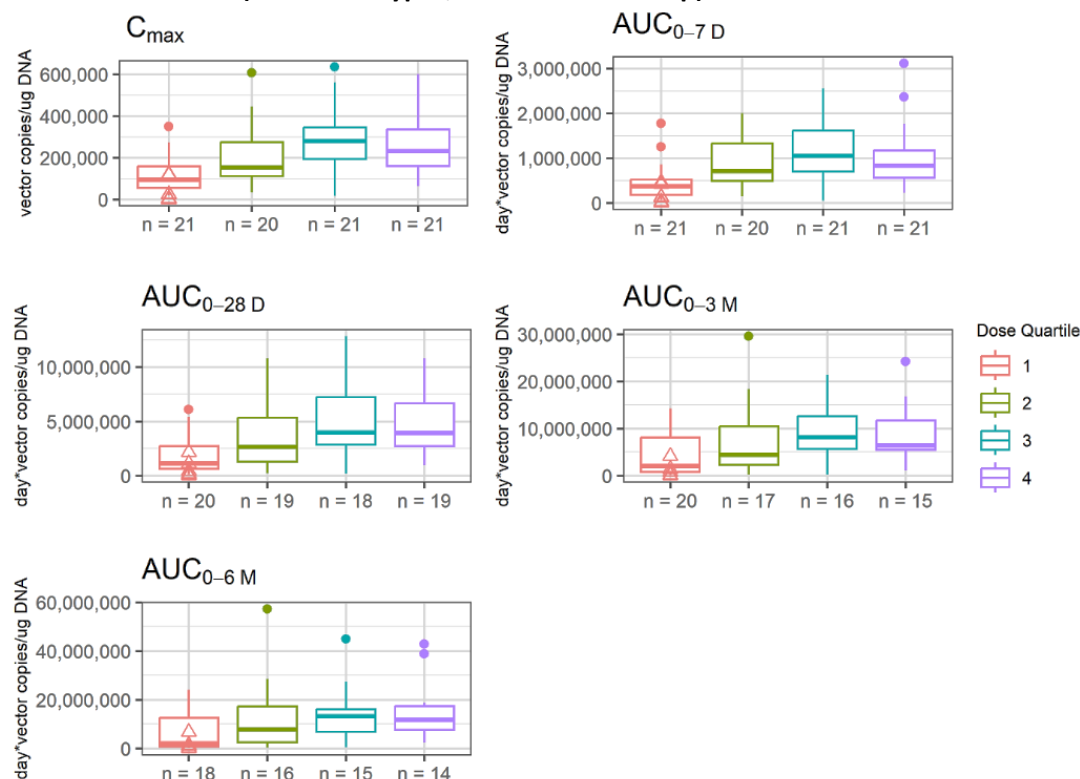 Cmax
vector copies/ug DNA
600,000
400,000
200,000
0
n = 21
n = 20
n = 21
n = 21
AUC0–7 D
day*vector copies/ug DNA
3,000,000
2,000,000
1,000,000
0
n = 21
n = 20
n = 21
n = 21
AUC0–28 D
day*vector copies/ug DNA
10,000,000
5,000,000
0
n = 20
n = 19
n = 18
n = 19
AUC0–3 M
day*vector copies/ug DNA
30,000,000
20,000,000
10,000,000
0
n = 20
n = 17
n = 16
n = 15
Dose Quartile
1
2
3
4
AUC0–6 M
day*vector copies/ug DNA
60,000,000
40,000,000
20,000,000
0
n = 18
n = 16
n = 15
n = 14